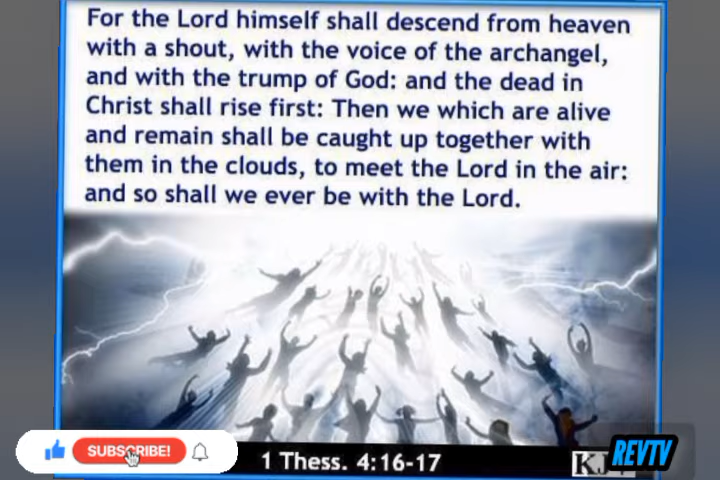 For the Lord himself shall descend from heaven
with a shout, with the voice of the archangel,
and with the trump of God: and the dead in
Christ shall rise first: Then we which are alive
and remain shall be caught up together with
them in the clouds, to meet the Lord in the air:
and so shall we ever be with the Lord.
SUBSCRIBE!
1 Thess. 4:16-17
REVTV